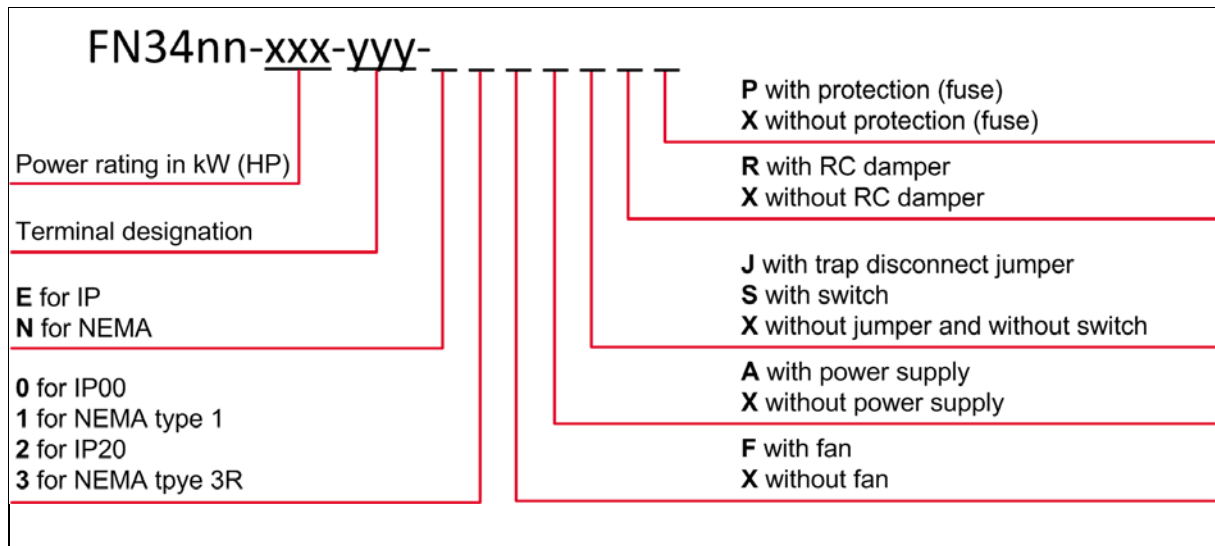 FN34nn-xxx-yyy-_ _ _ _ _ _ _
Power rating in kW (HP)
Terminal designation
E for IP
N for NEMA
0 for IP00
1 for NEMA type 1
2 for IP20
3 for NEMA tpye 3R
P with protection (fuse)
X without protection (fuse)
R with RC damper
X without RC damper
J with trap disconnect jumper
S with switch
X without jumper and without switch
A with power supply
X without power supply
F with fan
X without fan